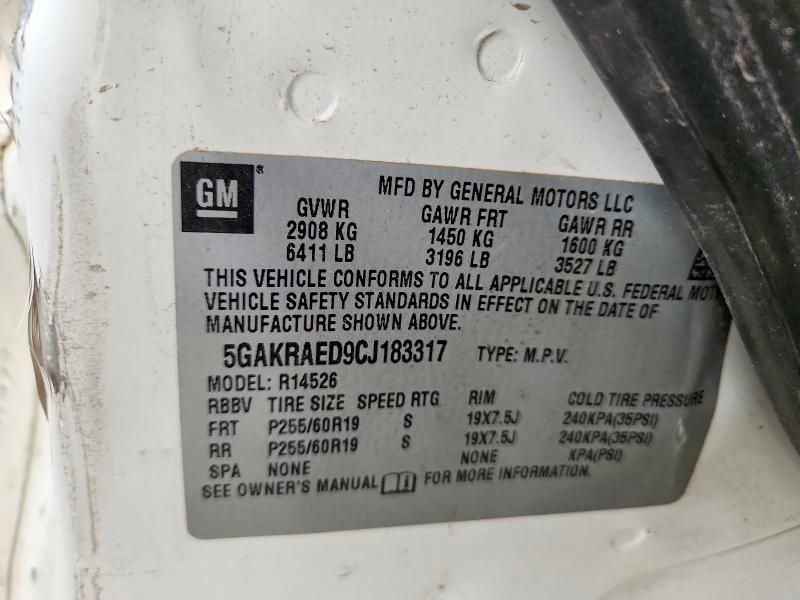 GM
MFD BY GENERAL MOTORS LLC
GVWR GAWR FRT GAWR RR
2908 KG 1450 KG 1600 KG
6411 LB 3196 LB 3527 LB
THIS VEHICLE CONFORMS TO ALL APPLICABLE U.S. FEDERAL
VEHICLE SAFETY STANDARDS IN EFFECT ON THE DATE OF
MANUFACTURE SHOWN ABOVE.
5GAKRAED9CJ183317 TYPE: M.P.V.
MODEL: R14526
RBBV TIRE SIZE SPEED RTG RIM COLD TIRE PRESSURE
FRT P255/60R19 S 19X7.5J 240KPA(35PSI)
RR P255/60R19 S 19X7.5J 240KPA(35PSI)
SPA NONE NONE KPA(PSI)
SEE OWNER'S MANUAL FOR MORE INFORMATION.